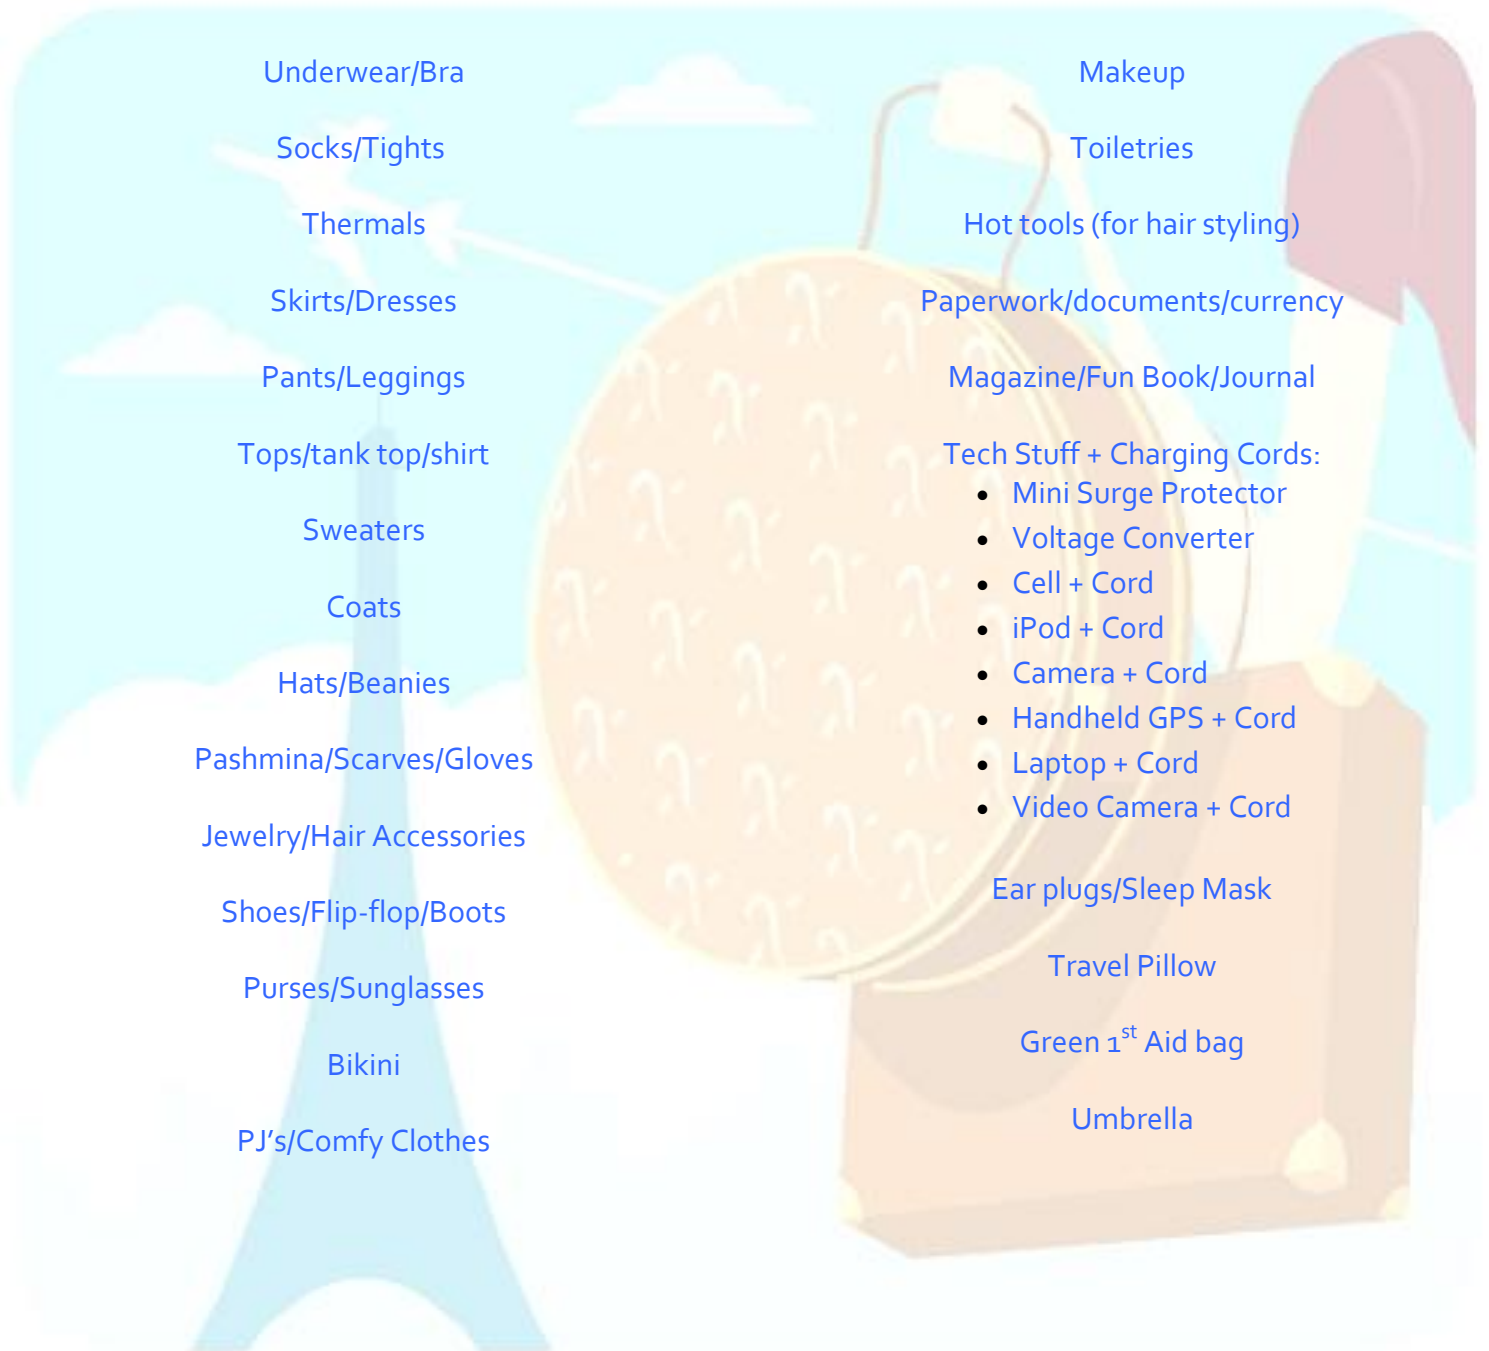 Underwear/Bra
Socks/Tights
Thermals
Skirts/Dresses
Pants/Leggings
Tops/tank top/shirt
Sweaters
Coats
Hats/Beanies
Pashmina/Scarves/Gloves
Jewelry/Hair Accessories
Shoes/Flip-flop/Boots
Purses/Sunglasses
Bikini
PJ's/Comfy Clothes
Makeup
Toiletries
Hot tools (for hair styling)
Paperwork/documents/currency
Magazine/Fun Book/Journal
Tech Stuff + Charging Cords:
• Mini Surge Protector
• Voltage Converter
• Cell + Cord
• iPod + Cord
• Camera + Cord
• Handheld GPS + Cord
• Laptop + Cord
• Video Camera + Cord
Ear plugs/Sleep Mask
Travel Pillow
Green 1st Aid bag
Umbrella